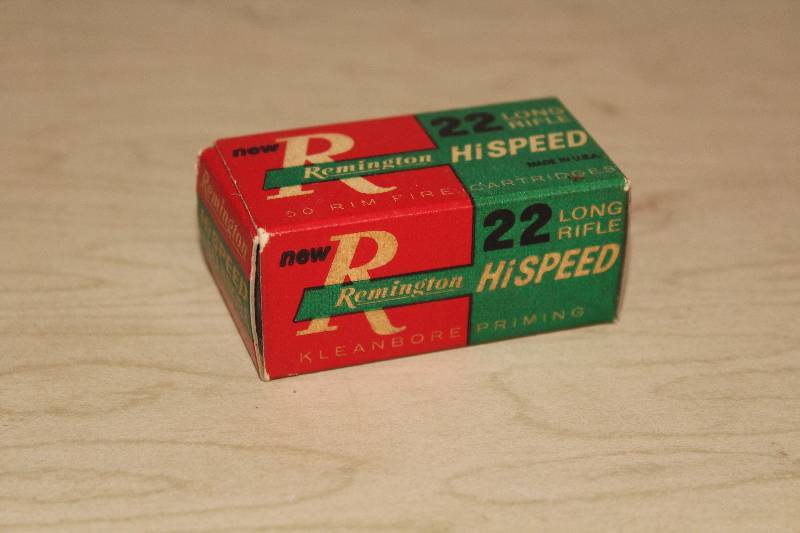 new
R
Remington
50 RIM FIRE CARTRIDGES
22 LONG RIFLE
HiSPEED
MADE IN U.S.A.
new
R
Remington
KLEANBORE PRIMING
22 LONG RIFLE
HiSPEED
Remington